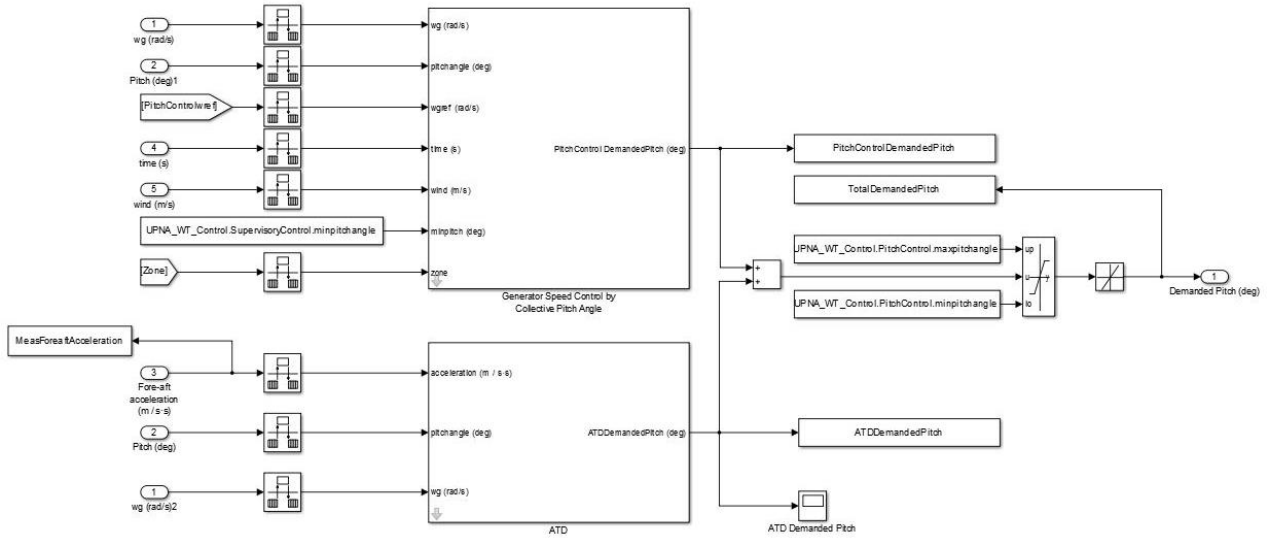 1
wg (rad/s)
wg (rad/s)
2
Pitch (deg)1
pitchangle (deg)
[PitchControlwref]
wgref (rad/s)
4
time (s)
time (s)
PitchControl DemandedPitch (deg)
PitchControlDemandedPitch
5
wind (m/s)
wind (m/s)
TotalDemandedPitch
UPNA_WT_Control.SupervisoryControl.minpitchangle
minpitch (deg)
[Zone]
zone
Generator Speed Control by
Collective Pitch Angle
UPNA_WT_Control.PitchControl.maxpitchangle
up
+
+
u
y
1
Demanded Pitch (deg)
UPNA_WT_Control.PitchControl.minpitchangle
lo
MeasForeaftAcceleration
3
Fore-aft
acceleration
(m / s·s)
acceleration (m / s·s)
2
Pitch (deg)
pitchangle (deg)
ATDDemandedPitch (deg)
ATDDemandedPitch
1
wg (rad/s)2
wg (rad/s)
ATD
ATD Demanded Pitch